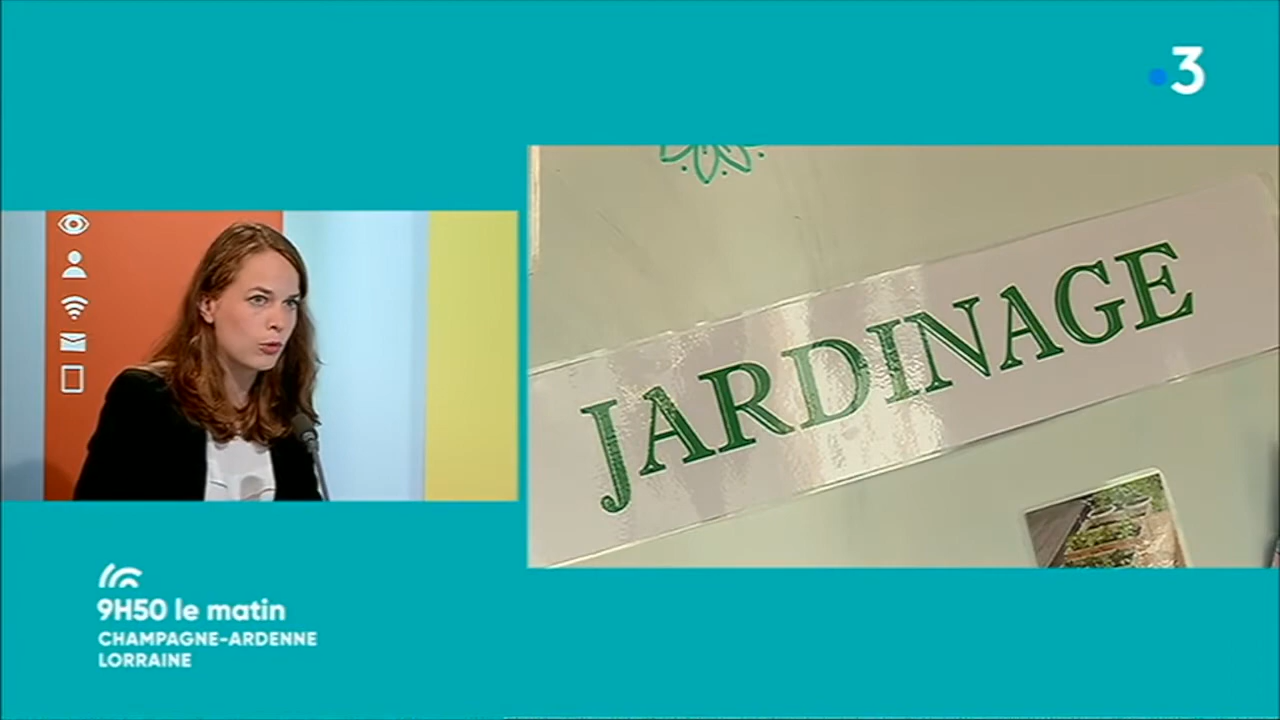 3
JARDINAGE
9H50 le matin
CHAMPAGNE-ARDENNE
LORRAINE